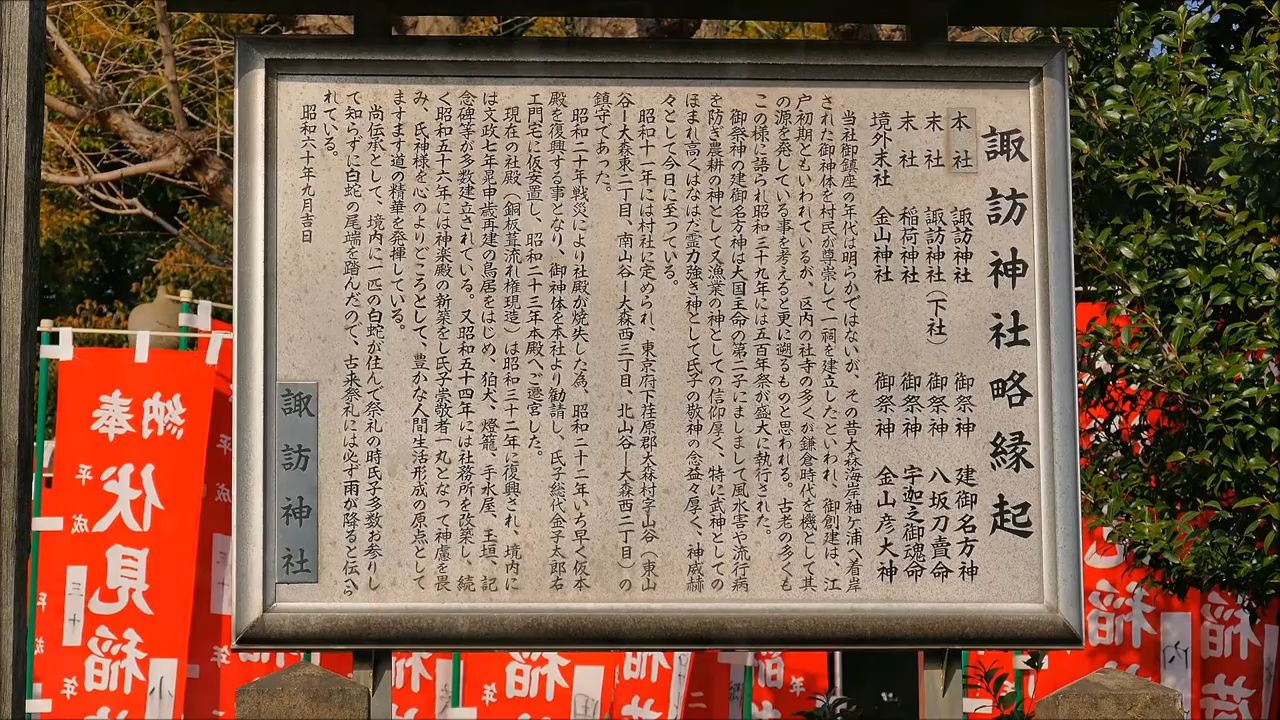 諏訪神社略縁起
本社 諏訪神社 御祭神 建御名方神
末社 諏訪神社(下社) 御祭神 八坂刀責命
末社 稲荷神社 御祭神 宇迦之御魂命
境外末社 金山神社 御祭神 金山彦大神
当社御鎮座の年代は明らかではないが、その昔大森海岸袖ケ浦へ着岸
された御神体を村民が尊崇して一祠を建立したといわれ、御創建は、江
戸初期ともいわれているが、区内の社寺の多くが鎌倉時代を機として其
の源を発している事を考えると更に遡るものと思われる。古老の多くも
この様に語られ昭和三十九年には五百年祭が盛大に執行された。
御祭神の建御名方神は大国主命の第二子にましまして風水害や流行病
を防ぎ農耕の神として又漁業の神としての信仰厚く、特に武神としての
ほまれ高くはなはだ霊力強き神として氏子の敬神の念益々厚く、神威赫
々として今日に至っている。
昭和十一年には村社に定められ、東京府下荏原郡大森村字山谷(東山
谷ー大森東二丁目、南山谷ー大森西三丁目、北山谷ー大森西二丁目)の
鎮守であった。
昭和二十年戦災により社殿が焼失した為、昭和二十二年いち早く仮本
殿を復興する事となり、御神体を本社より勧請し、氏子総代金子太郎右
エ門宅に仮安置し、昭和二十三年本殿へご遷宮した。
現在の社殿(銅板葺流れ権現造)は昭和三十二年に復興され、境内に
は文政七年晃申歳再建の鳥居をはじめ、狛犬、燈籠、手水屋、玉垣、記
念碑等が多数建立されている。又昭和五十四年には社務所を改築し、続
く昭和五十六年には神楽殿の新築をし氏子崇敬者一丸となって神慮を畏
み、氏神様を心のよりどころとして、豊かな人間生活形成の原点として
ますます道の精華を発揮している。
尚伝承として、境内に一匹の白蛇が住んで祭礼の時氏子多数お参りし
て知らずに白蛇の尾端を踏んだので、古来祭礼には必ず雨が降ると伝へら
れている。
昭和六十年九月吉日
諏訪神社
奉納
伏見稲
平成
三十
年
小
稲
年
稲
二
稲
年
稲
稲荷